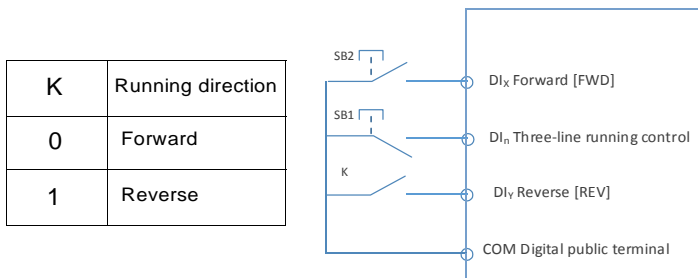 K Running direction
0 Forward
1 Reverse
SB2
DIX Forward [FWD]
SB1
DIn Three-line running control
K
DIY Reverse [REV]
COM Digital public terminal